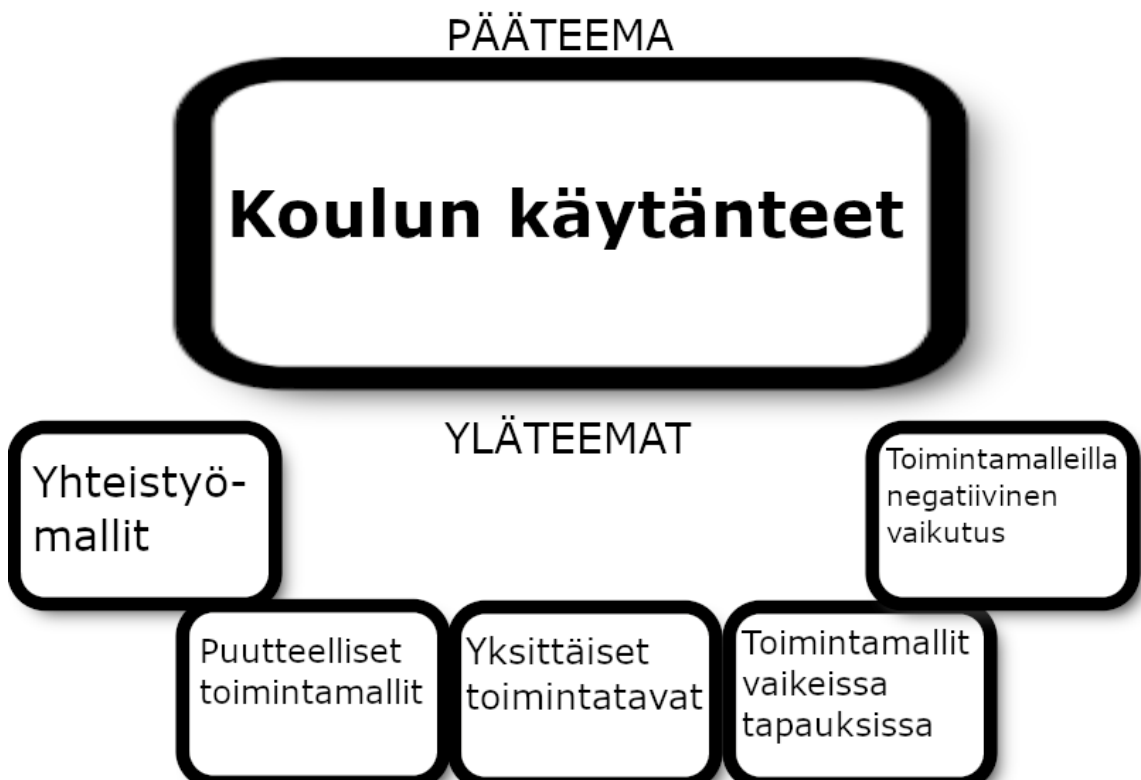 PÄÄTEEMA
Koulun käytänteet
YLÄTEEMAT
Yhteistyö-
mallit
Puutteelliset
toimintamallit
Yksittäiset
toimintatavat
Toimintamallit
vaikeissa
tapauksissa
Toimintamalleilla
negatiivinen
vaikutus